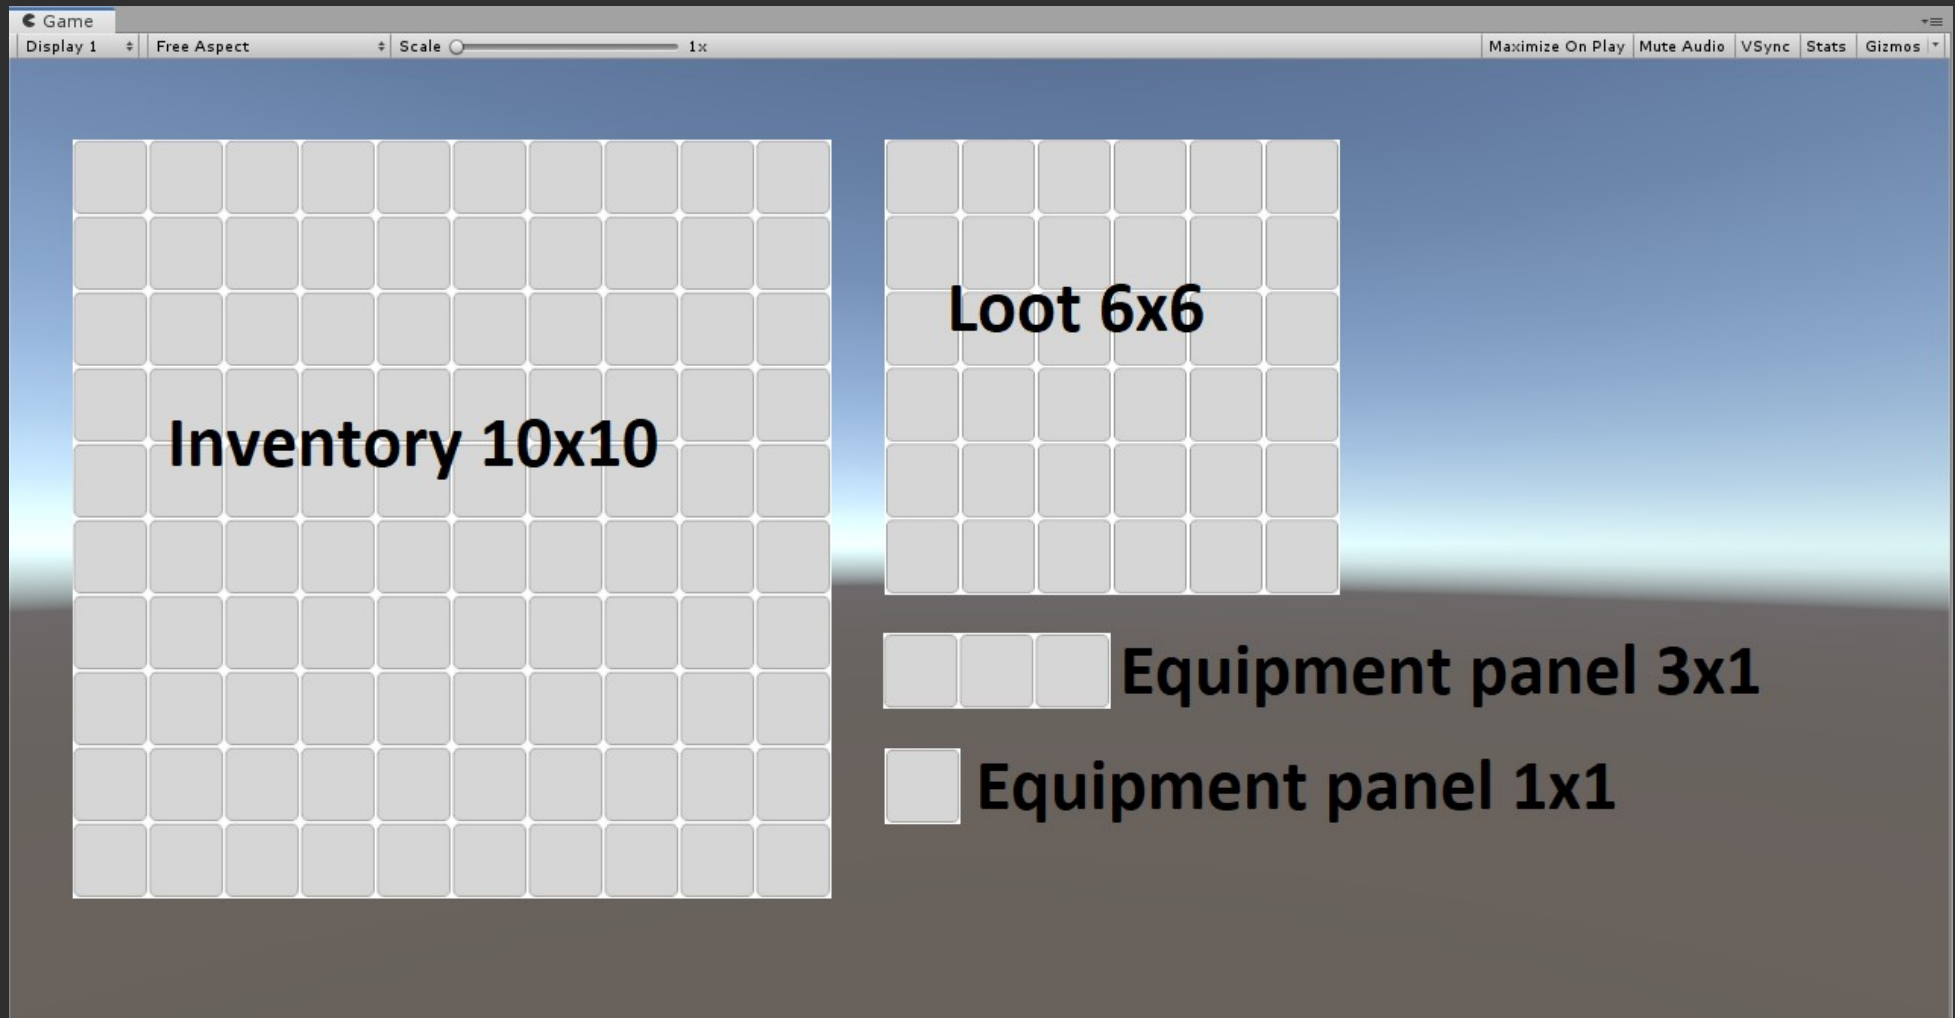 Game
Display 1 Free Aspect Scale 1x Maximize On Play Mute Audio VSync Stats Gizmos
Loot 6x6
Inventory 10x10
Equipment panel 3x1
Equipment panel 1x1